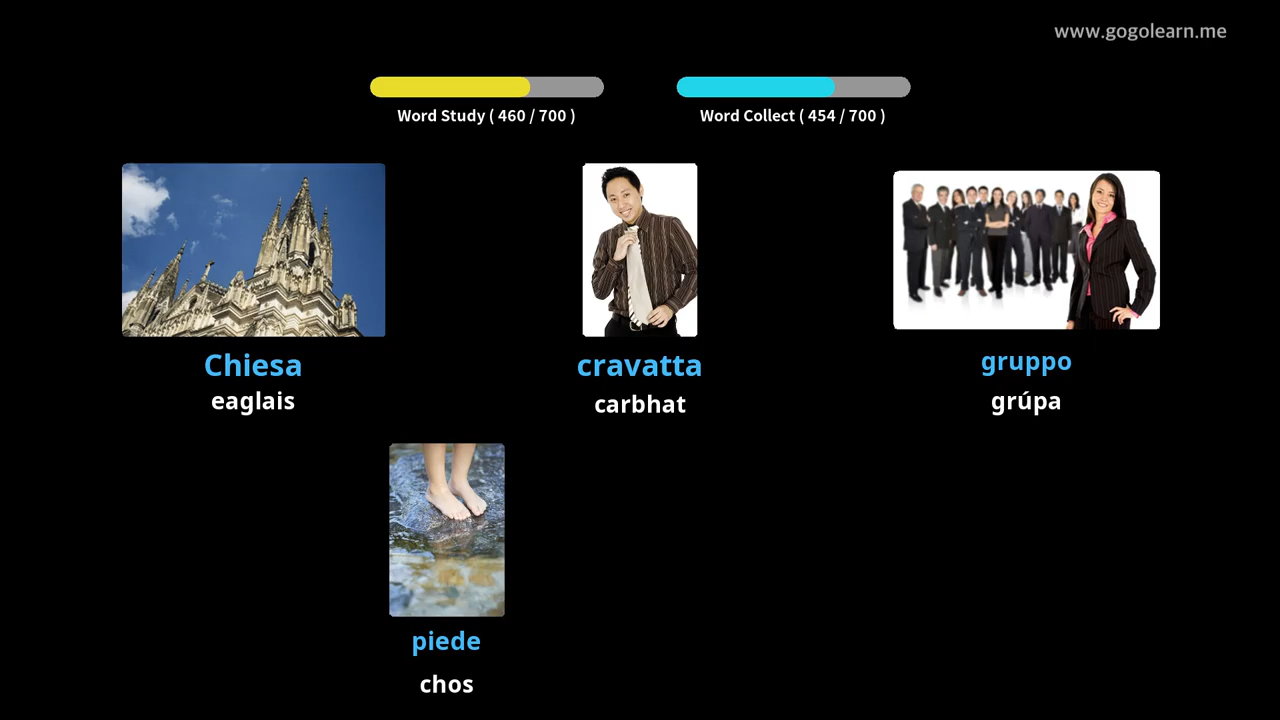 www.gogolearn.me
Word Study ( 460 / 700 )
Word Collect ( 454 / 700 )
Chiesa
eaglais
cravatta
carbhat
gruppo
grúpa
piede
chos